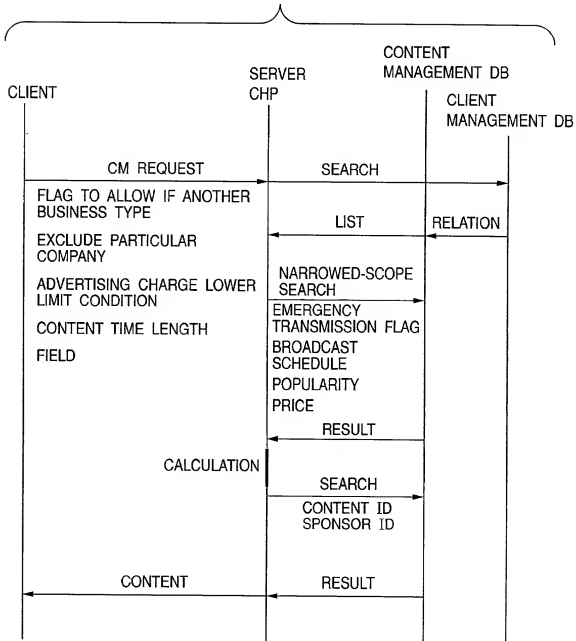 CLIENT
SERVER
CHP
CONTENT
MANAGEMENT DB
CLIENT
MANAGEMENT DB
CM REQUEST
SEARCH
FLAG TO ALLOW IF ANOTHER
BUSINESS TYPE
EXCLUDE PARTICULAR
COMPANY
ADVERTISING CHARGE LOWER
LIMIT CONDITION
CONTENT TIME LENGTH
FIELD
LIST
RELATION
NARROWED-SCOPE
SEARCH
EMERGENCY
TRANSMISSION FLAG
BROADCAST
SCHEDULE
POPULARITY
PRICE
RESULT
CALCULATION
SEARCH
CONTENT ID
SPONSOR ID
CONTENT
RESULT